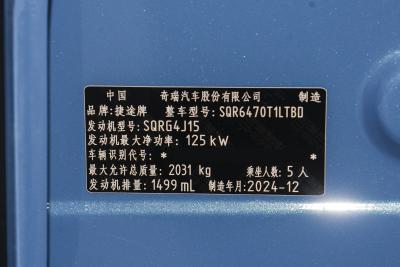 中国 奇瑞汽车股份有限公司 制造
品牌:捷途牌 整车型号:SQR6470T1LTBD
发动机型号:SQRG4J15
发动机最大净功率:125 kW
车辆识别代号:* *
最大允许总质量:2031 kg 乘坐人数:5 人
发动机排量:1499 mL 制造年月:2024-12